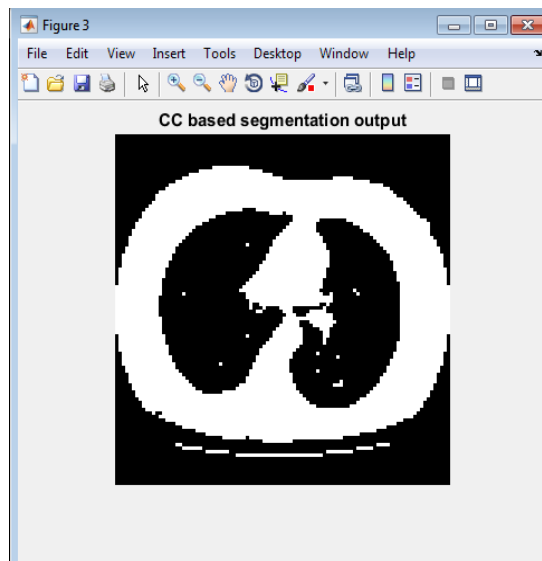 Figure 3
File Edit View Insert Tools Desktop Window Help
CC based segmentation output